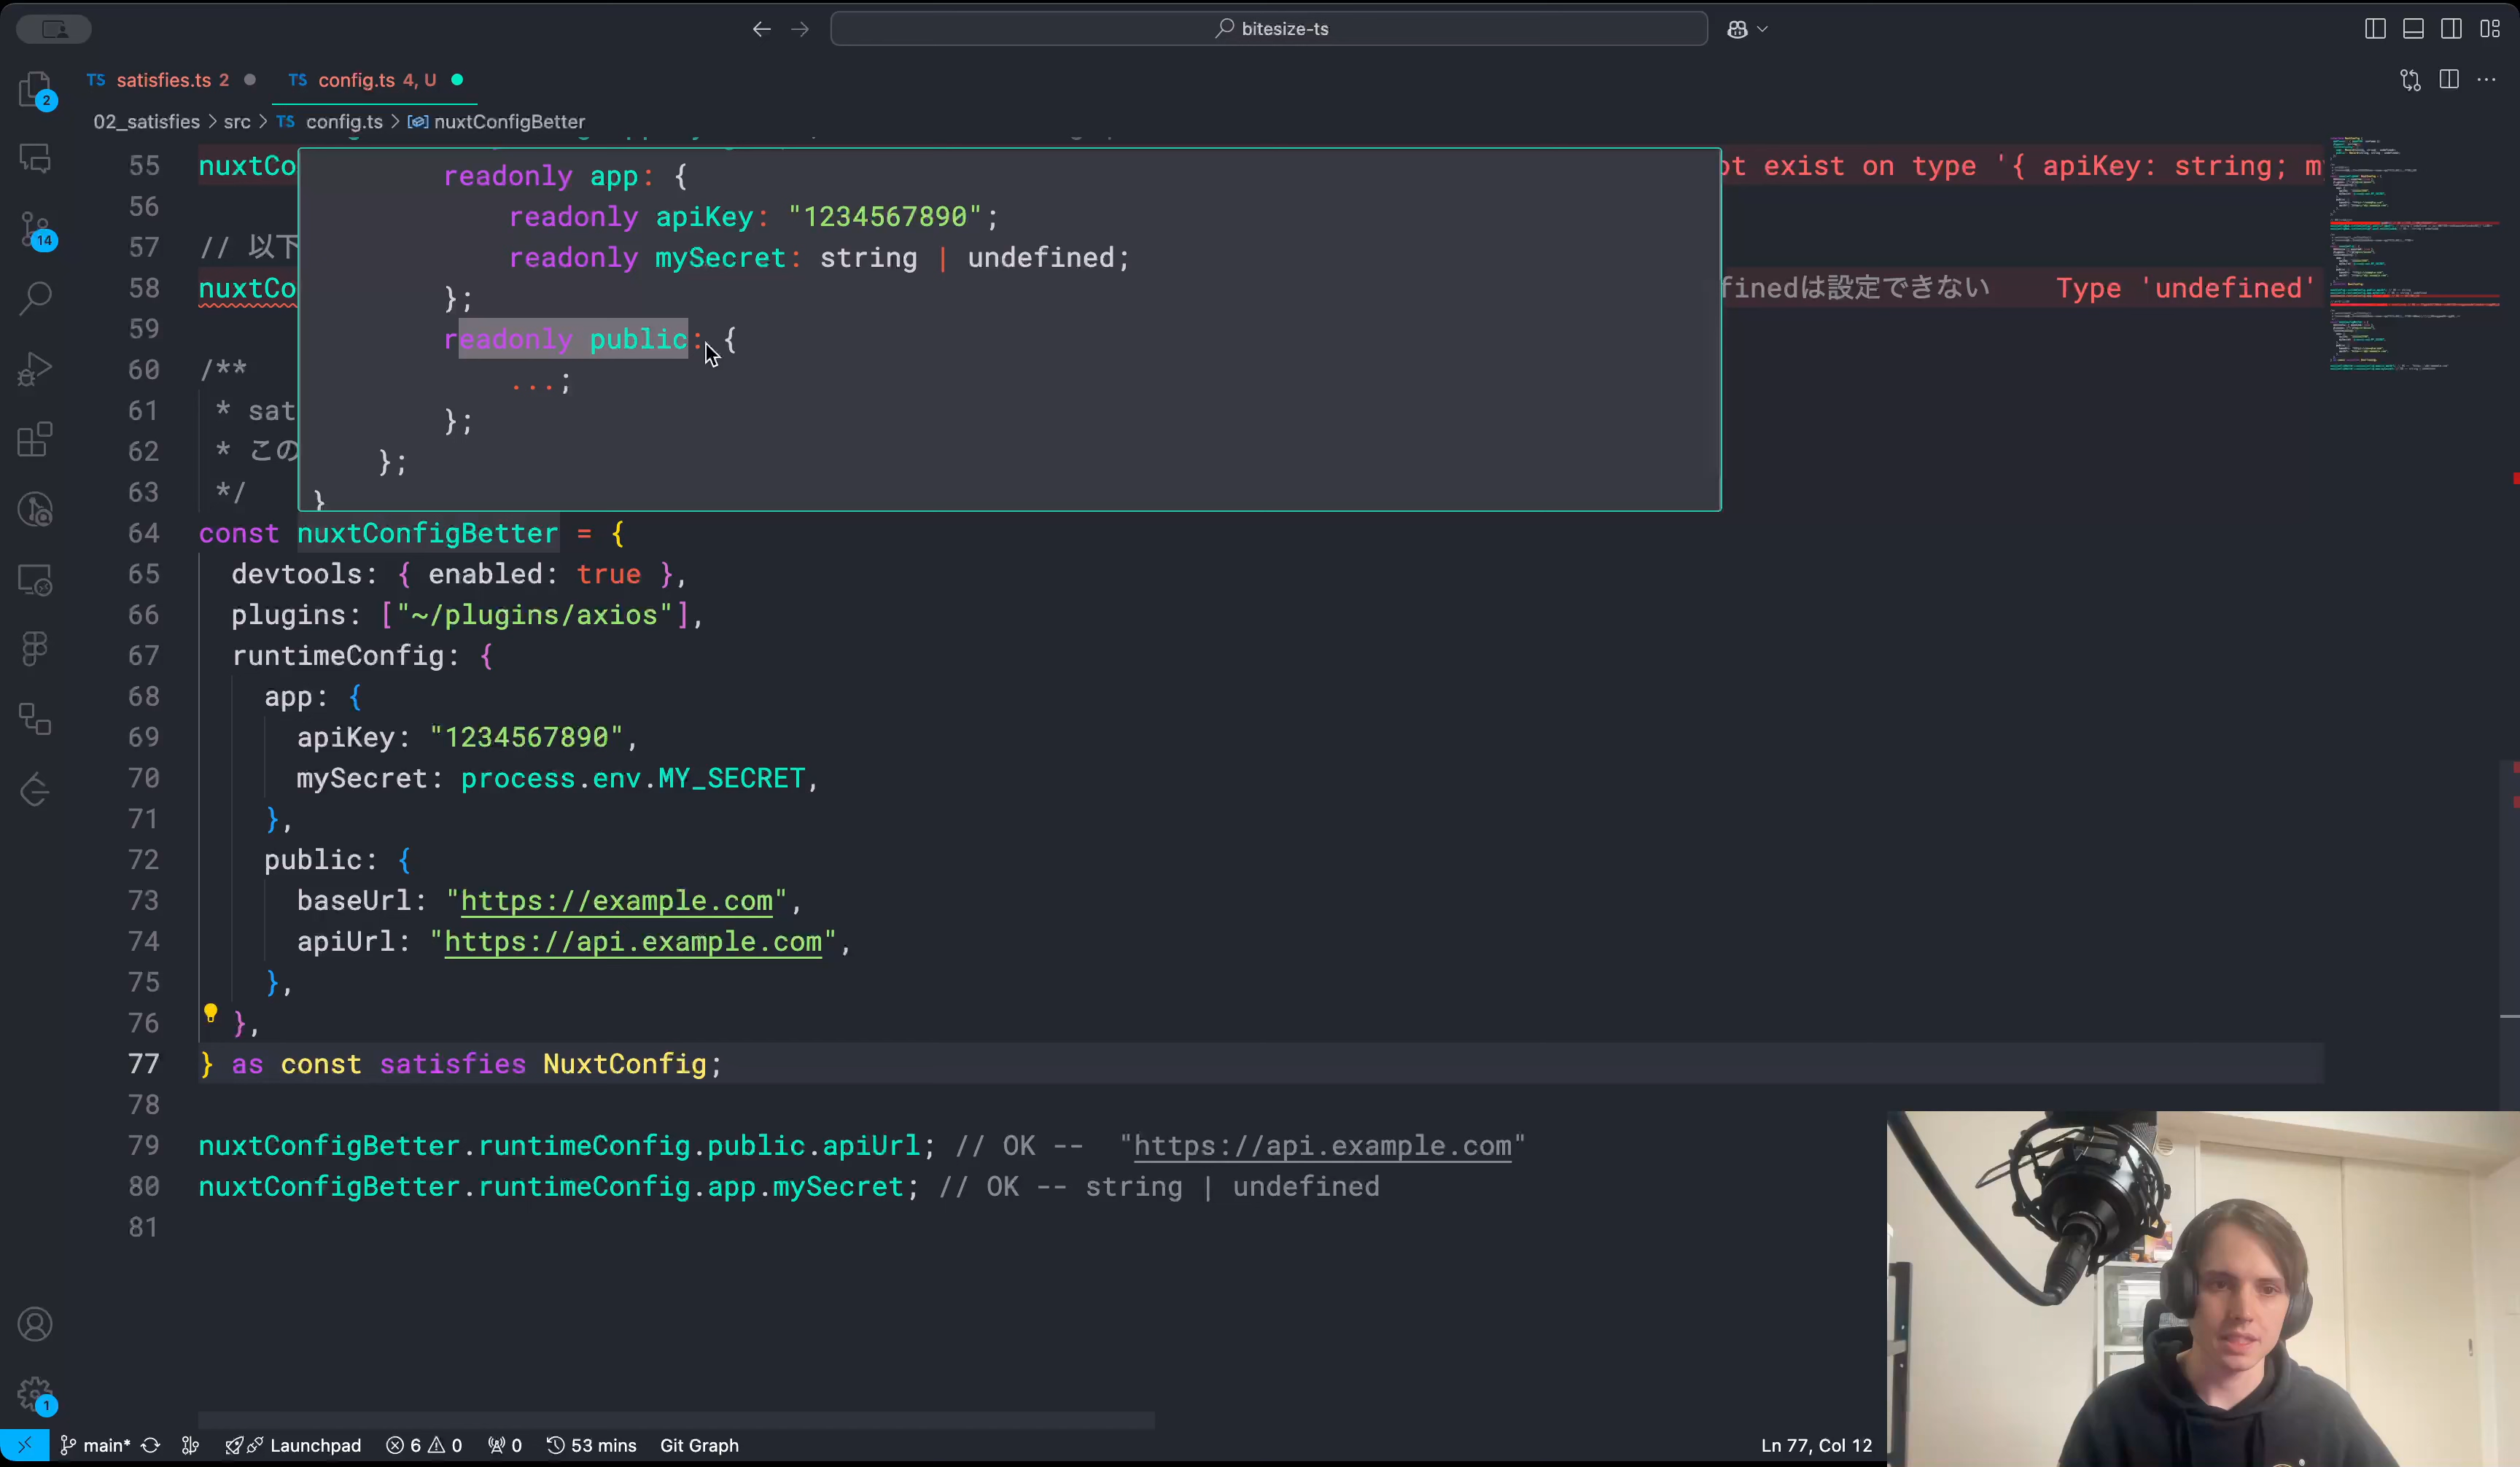 bitesize-ts
TS satisfies.ts 2
TS config.ts 4, U
02_satisfies > src > TS config.ts > nuxtConfigBetter
2
14
1
55 nuxtCo
ot exist on type '{ apiKey: string; m
56
57 // 以下
58 nuxtCo
finedは設定できない Type 'undefined'
59
60 /**
61 * sat
62 * この
63 */
readonly app: {
readonly apiKey: "1234567890";
readonly mySecret: string | undefined;
};
readonly public: {
...;
};
};
}
64 const nuxtConfigBetter = {
65 devtools: { enabled: true },
66 plugins: ["~/plugins/axios"],
67 runtimeConfig: {
68 app: {
69 apiKey: "1234567890",
70 mySecret: process.env.MY_SECRET,
71 },
72 public: {
73 baseUrl: "https://example.com",
74 apiUrl: "https://api.example.com",
75 },
76 },
77 } as const satisfies NuxtConfig;
78
79 nuxtConfigBetter.runtimeConfig.public.apiUrl; // OK -- "https://api.example.com"
80 nuxtConfigBetter.runtimeConfig.app.mySecret; // OK -- string | undefined
81
main* Launchpad 6 0 0 53 mins Git Graph
Ln 77, Col 12